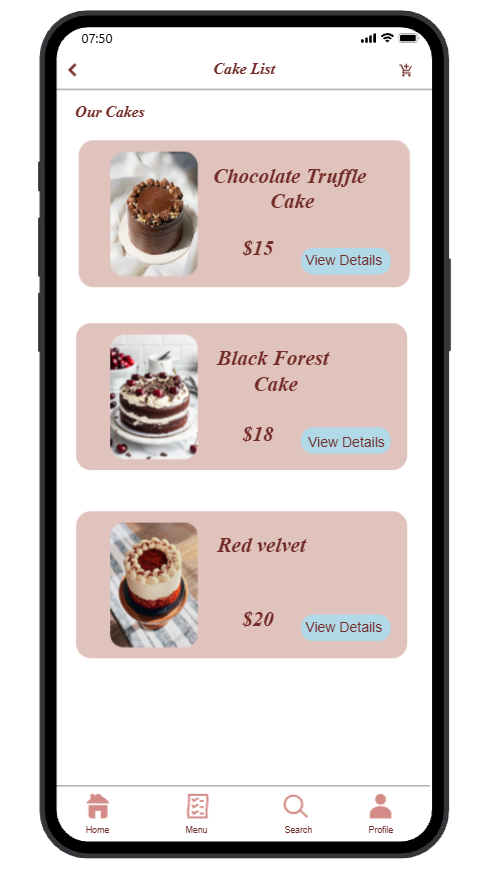 07:50
Cake List
Our Cakes
Chocolate Truffle
Cake
$15
View Details
Black Forest
Cake
$18
View Details
Red velvet
$20
View Details
Home
Menu
Search
Profile